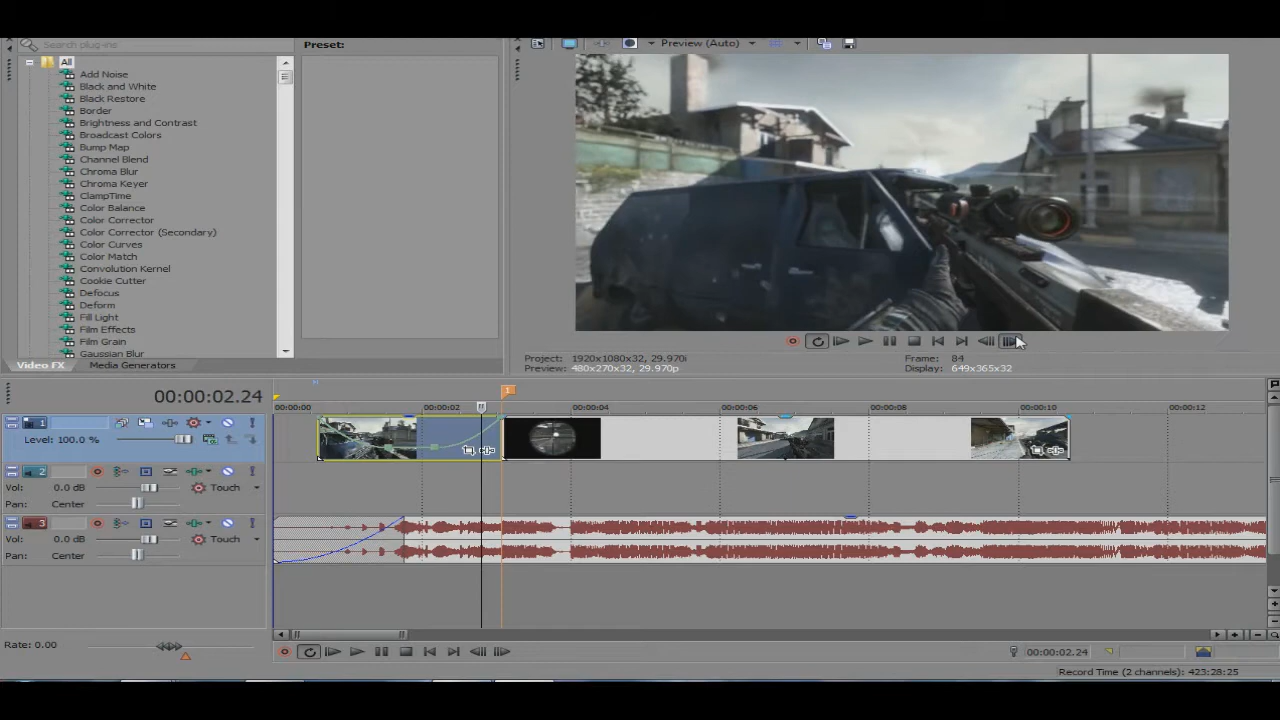 Search plug-ins
Preset:
Preview (Auto)
All
Add Noise
Black and White
Black Restore
Border
Brightness and Contrast
Broadcast Colors
Bump Map
Channel Blend
Chroma Blur
Chroma Keyer
ClampTime
Color Balance
Color Corrector
Color Corrector (Secondary)
Color Curves
Color Match
Convolution Kernel
Cookie Cutter
Defocus
Deform
Fill Light
Film Effects
Film Grain
Gaussian Blur
Video FX
Media Generators
Project: 1920x1080x32, 29.970i
Frame: 84
Preview: 480x270x32, 29.970p
Display: 649x365x32
00:00:02.24
1
00:00:00
00:00:02
00:00:04
00:00:06
00:00:08
00:00:10
00:00:12
1
Level: 100.0 %
2
Vol: 0.0 dB
Touch
Pan: Center
3
Vol: 0.0 dB
Touch
Pan: Center
Rate: 0.00
00:00:02.24
Record Time (2 channels): 423:28:25